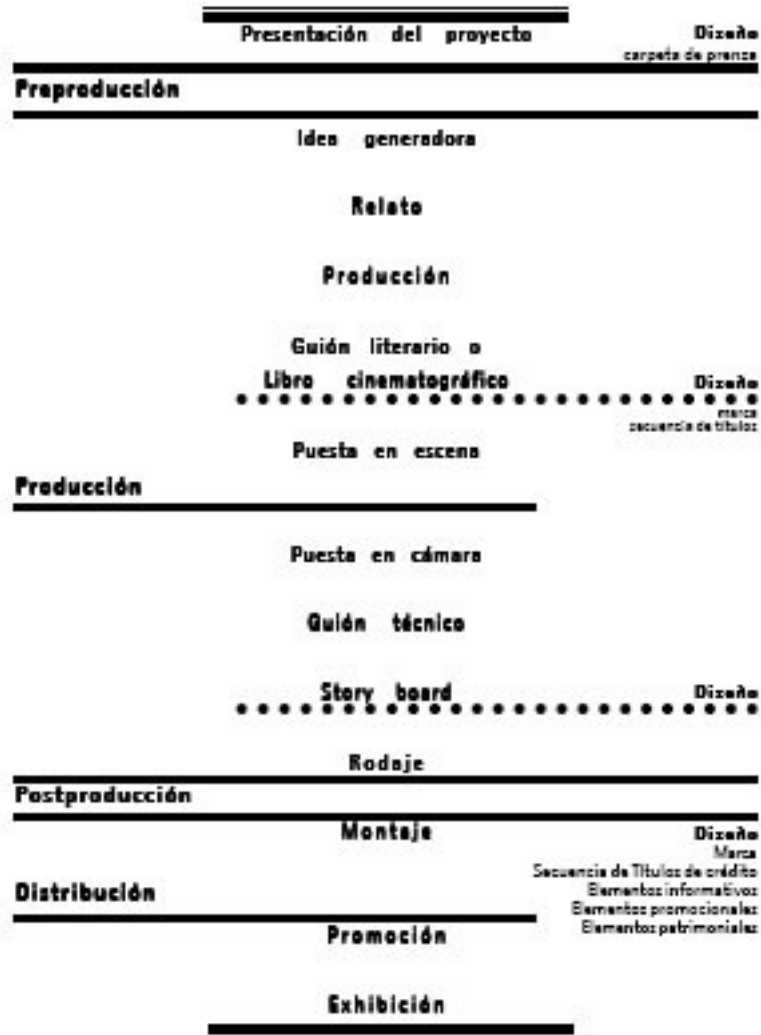 Presentación del proyecto Diseño
carpeta de prensa
Preproducción
Idea generadora
Relato
Producción
Guión literario o
Libro cinematográfico Diseño
marca
secuencia de títulos
Puesta en escena
Producción
Puesta en cámara
Guión técnico
Story board Diseño
Rodaje
Postproducción
Montaje Diseño
Marca
Secuencia de Títulos de crédito
Elementos informativos
Distribución
Elementos promocionales
Elementos patrimoniales
Promoción
Exhibición